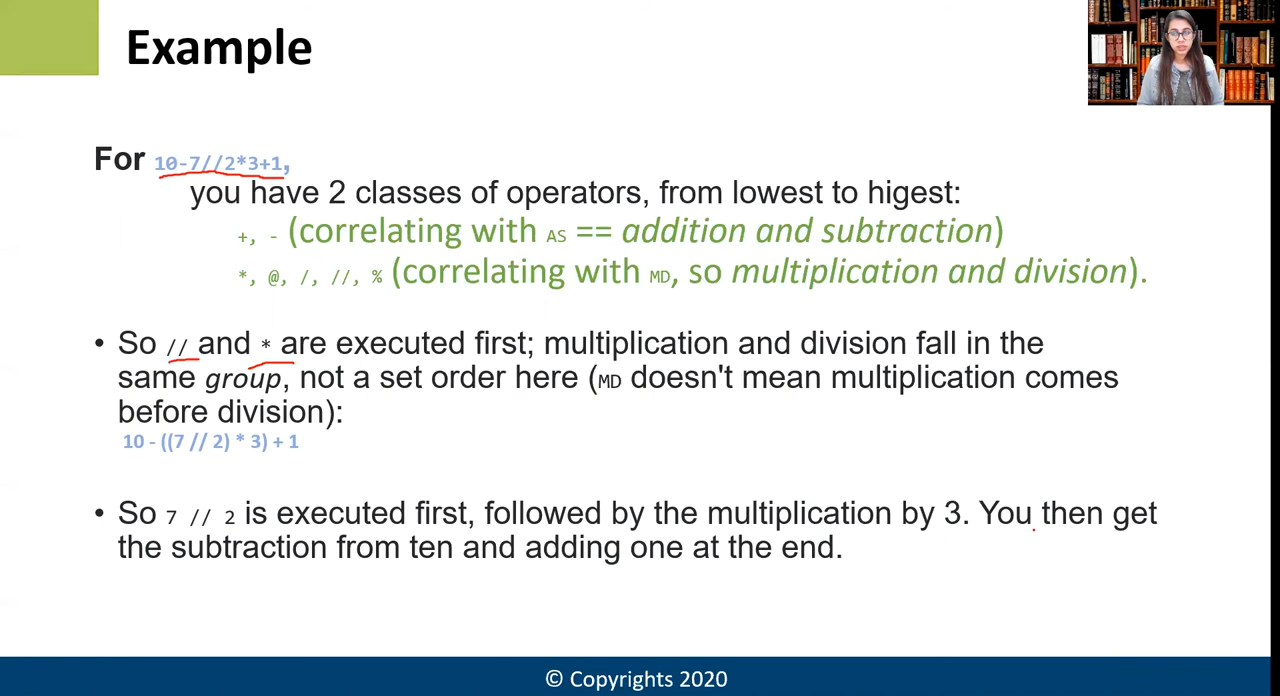 Example
For 10-7//2*3+1,
you have 2 classes of operators, from lowest to higest:
+, - (correlating with AS == addition and subtraction)
*, @, /, //, % (correlating with MD, so multiplication and division).
• So // and * are executed first; multiplication and division fall in the
same group, not a set order here (MD doesn't mean multiplication comes
before division):
10 - ((7 // 2) * 3) + 1
• So 7 // 2 is executed first, followed by the multiplication by 3. You then get
the subtraction from ten and adding one at the end.
© Copyrights 2020